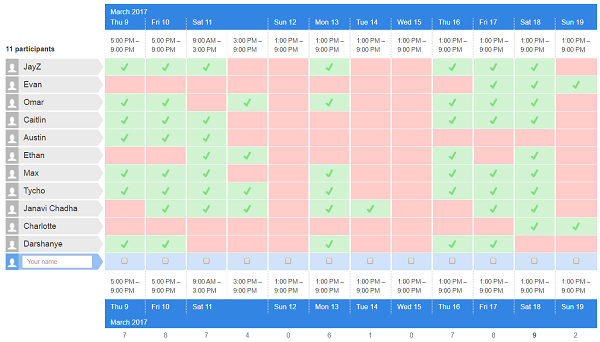 March 2017
Thu 9 Fri 10 Sat 11 Sun 12 Mon 13 Tue 14 Wed 15 Thu 16 Fri 17 Sat 18 Sun 19
5:00 PM – 5:00 PM – 9:00 AM – 3:00 PM – 1:00 PM – 1:00 PM – 1:00 PM – 1:00 PM – 1:00 PM – 1:00 PM – 1:00 PM – 1:00 PM –
9:00 PM 9:00 PM 3:00 PM 9:00 PM 9:00 PM 9:00 PM 9:00 PM 9:00 PM 9:00 PM 9:00 PM 9:00 PM 9:00 PM
11 participants
JayZ
Evan
Omar
Caitlin
Austin
Ethan
Max
Tycho
Janavi Chadha
Charlotte
Darshanye
Your name
5:00 PM – 5:00 PM – 9:00 AM – 3:00 PM – 1:00 PM – 1:00 PM – 1:00 PM – 1:00 PM – 1:00 PM – 1:00 PM – 1:00 PM – 1:00 PM –
9:00 PM 9:00 PM 3:00 PM 9:00 PM 9:00 PM 9:00 PM 9:00 PM 9:00 PM 9:00 PM 9:00 PM 9:00 PM 9:00 PM
Thu 9 Fri 10 Sat 11 Sun 12 Mon 13 Tue 14 Wed 15 Thu 16 Fri 17 Sat 18 Sun 19
March 2017
7 8 7 4 0 6 1 0 7 8 9 2